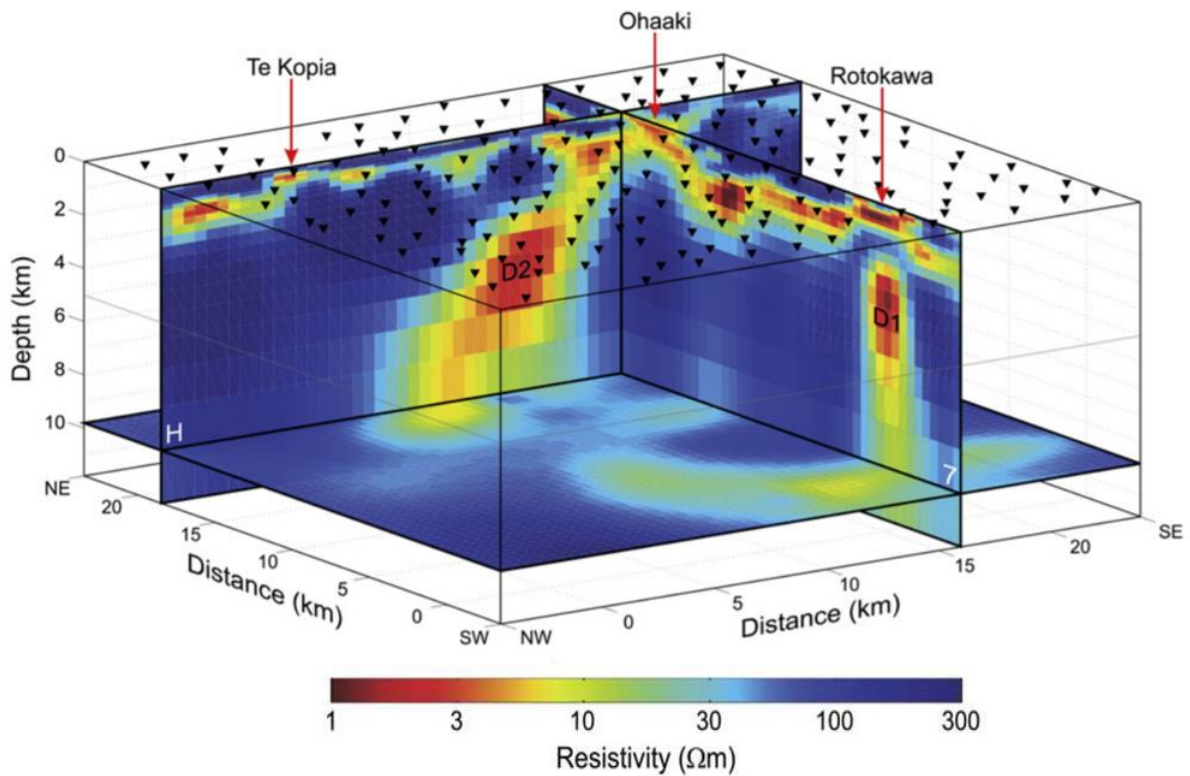 Ohaaki
Te Kopia
Rotokawa
0
2
4
6
8
10
Depth (km)
D2
D1
H
7
NE
20
15
10
5
0
SW
Distance (km)
NW
0
5
10
15
20
SE
Distance (km)
1
3
10
30
100
300
Resistivity (Ωm)